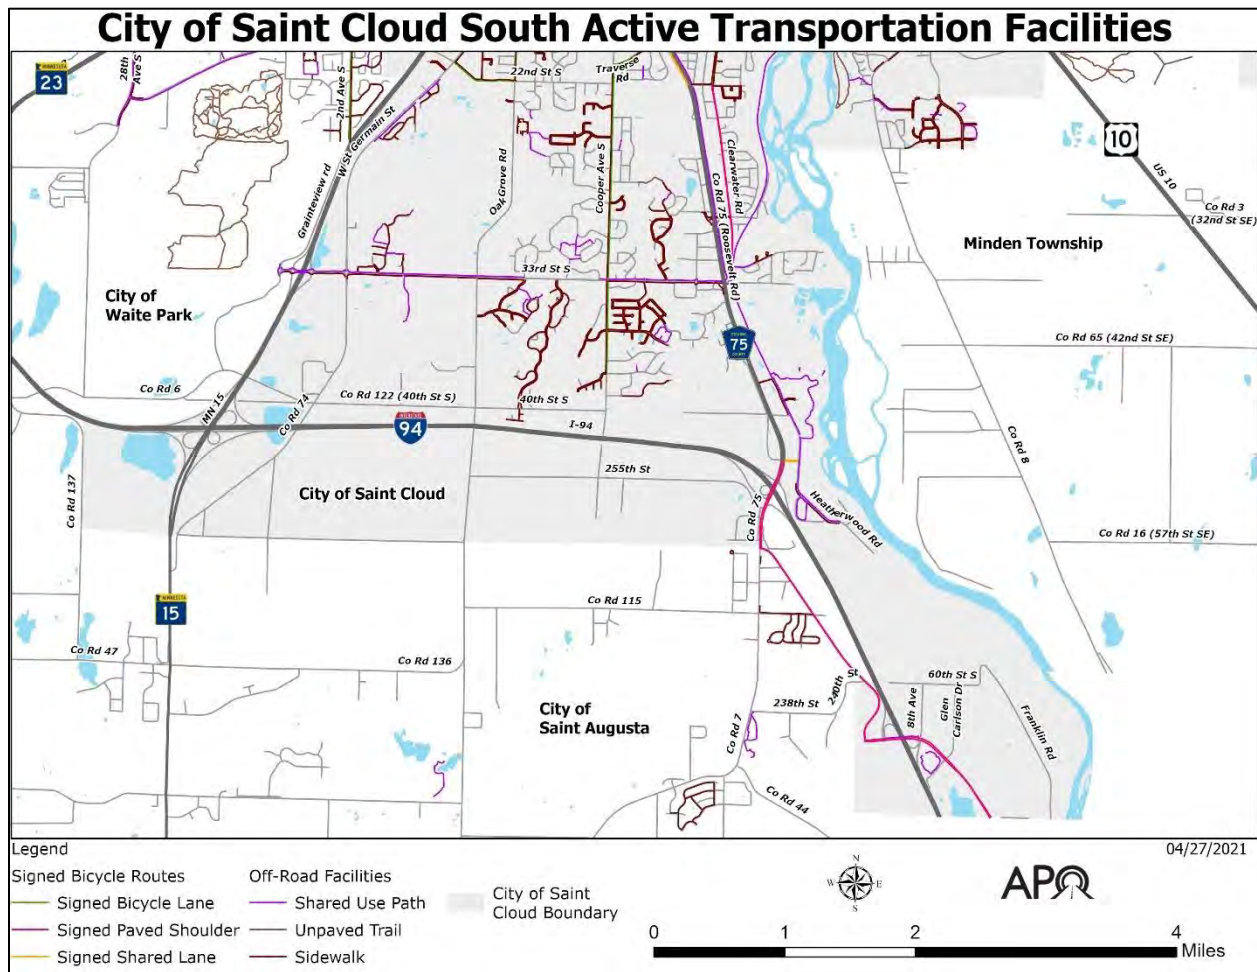 City of Saint Cloud South Active Transportation Facilities
MINNESOTA
23
28th
Ave S
2nd Ave S
W St Germain St
22nd St S
Traverse
Rd
10
US 10
Co Rd 3
(32nd St SE)
Graniteview rd
Oak Grove Rd
Cooper Ave S
Clearwater Rd
Co Rd 75 (Roosevelt Rd)
Minden Township
33rd St S
City of
Waite Park
75
Co Rd 65 (42nd St SE)
Co Rd 6
MN 15
Co Rd 74
Co Rd 122 (40th St S)
40th St S
94
I-94
Co Rd 8
Co Rd 137
City of Saint Cloud
255th St
Co Rd 75
Heatherwood Rd
Co Rd 16 (57th St SE)
MINNESOTA
15
Co Rd 115
Co Rd 47
Co Rd 136
City of
Saint Augusta
Co Rd 7
238th St
240th St
60th St S
8th Ave
Glen
Carlson Dr
Franklin Rd
Co Rd 44
Legend
04/27/2021
Signed Bicycle Routes
Signed Bicycle Lane
Signed Paved Shoulder
Signed Shared Lane
Off-Road Facilities
Shared Use Path
Unpaved Trail
Sidewalk
City of Saint
Cloud Boundary
N
W E
S
APO
0 1 2 4
Miles